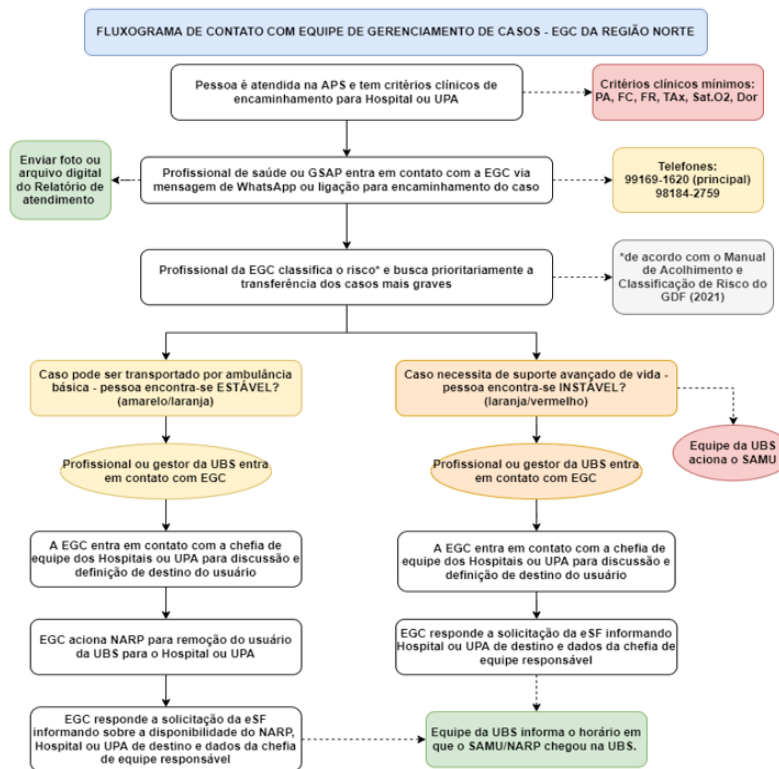 FLUXOGRAMA DE CONTATO COM EQUIPE DE GERENCIAMENTO DE CASOS - EGC DA REGIÃO NORTE
Pessoa é atendida na APS e tem critérios clínicos de
encaminhamento para Hospital ou UPA
Critérios clínicos mínimos:
PA, FC, FR, TAx, Sat.O2, Dor
Enviar foto ou
arquivo digital
do Relatório de
atendimento
Profissional de saúde ou GSAP entra em contato com a EGC via
mensagem de WhatsApp ou ligação para encaminhamento do caso
Telefones:
99169-1620 (principal)
98184-2759
Profissional da EGC classifica o risco* e busca prioritariamente a
transferência dos casos mais graves
*de acordo com o Manual
de Acolhimento e
Classificação de Risco do
GDF (2021)
Caso pode ser transportado por ambulância
básica - pessoa encontra-se ESTÁVEL?
(amarelo/laranja)
Caso necessita de suporte avançado de vida -
pessoa encontra-se INSTÁVEL?
(laranja/vermelho)
Equipe da UBS
aciona o SAMU
Profissional ou gestor da UBS entra
em contato com EGC
Profissional ou gestor da UBS entra
em contato com EGC
A EGC entra em contato com a chefia de
equipe dos Hospitais ou UPA para discussão e
definição de destino do usuário
A EGC entra em contato com a chefia de
equipe dos Hospitais ou UPA para discussão e
definição de destino do usuário
EGC aciona NARP para remoção do usuário
da UBS para o Hospital ou UPA
EGC responde a solicitação da eSF informando
Hospital ou UPA de destino e dados da chefia de
equipe responsável
EGC responde a solicitação da eSF
informando sobre a disponibilidade do NARP,
Hospital ou UPA de destino e dados da chefia
de equipe responsável
Equipe da UBS informa o horário em
que o SAMU/NARP chegou na UBS.